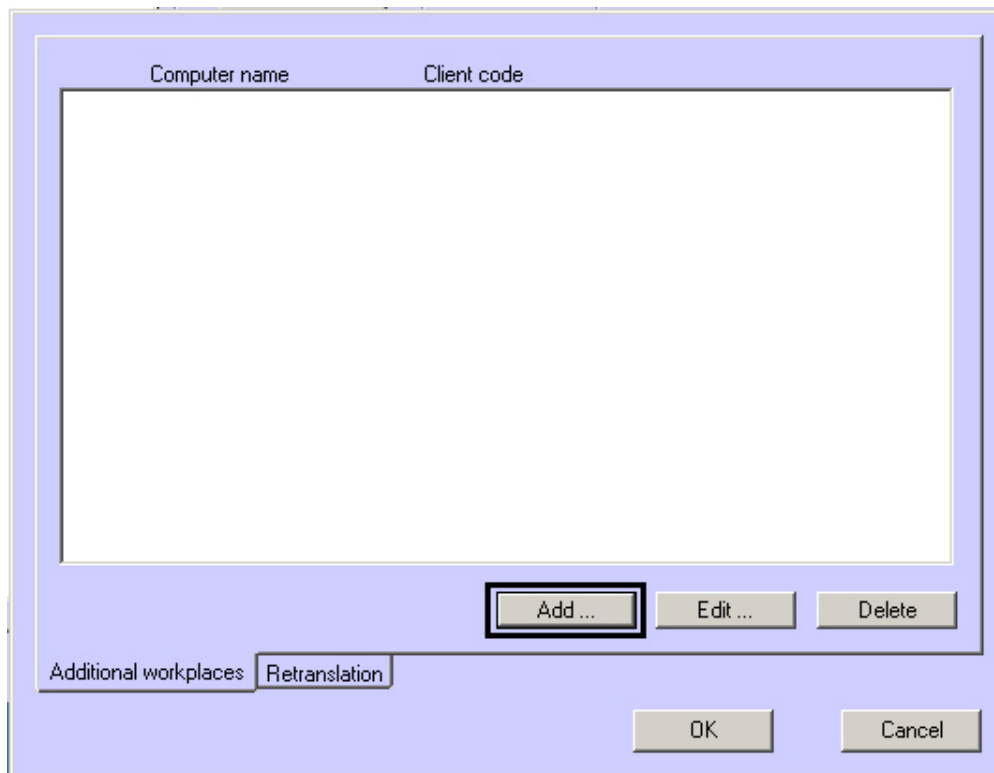 Computer name Client code
Add ... Edit ... Delete
Additional workplaces Retranslation
OK Cancel